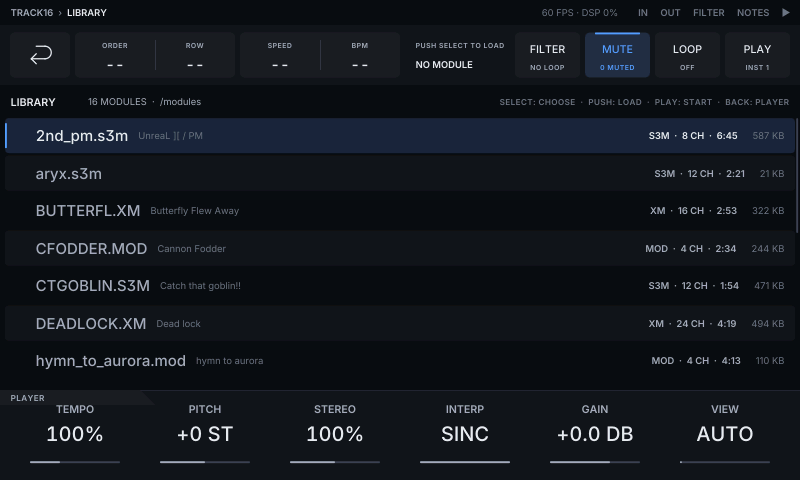 TRACK16 › LIBRARY 60 FPS · DSP 0% IN OUT FILTER NOTES
ORDER ROW SPEED BPM PUSH SELECT TO LOAD FILTER MUTE LOOP PLAY
-- -- -- -- NO MODULE NO LOOP 0 MUTED OFF INST 1
LIBRARY 16 MODULES · /modules SELECT: CHOOSE · PUSH: LOAD · PLAY: START · BACK: PLAYER
2nd_pm.s3m UnreaL ][ / PM S3M · 8 CH · 6:45 587 KB
aryx.s3m S3M · 12 CH · 2:21 21 KB
BUTTERFL.XM Butterfly Flew Away XM · 16 CH · 2:53 322 KB
CFODDER.MOD Cannon Fodder MOD · 4 CH · 2:34 244 KB
CTGOBLIN.S3M Catch that goblin!! S3M · 12 CH · 1:54 471 KB
DEADLOCK.XM Dead lock XM · 24 CH · 4:19 494 KB
hymn_to_aurora.mod hymn to aurora MOD · 4 CH · 4:13 110 KB
PLAYER
TEMPO PITCH STEREO INTERP GAIN VIEW
100% +0 ST 100% SINC +0.0 DB AUTO